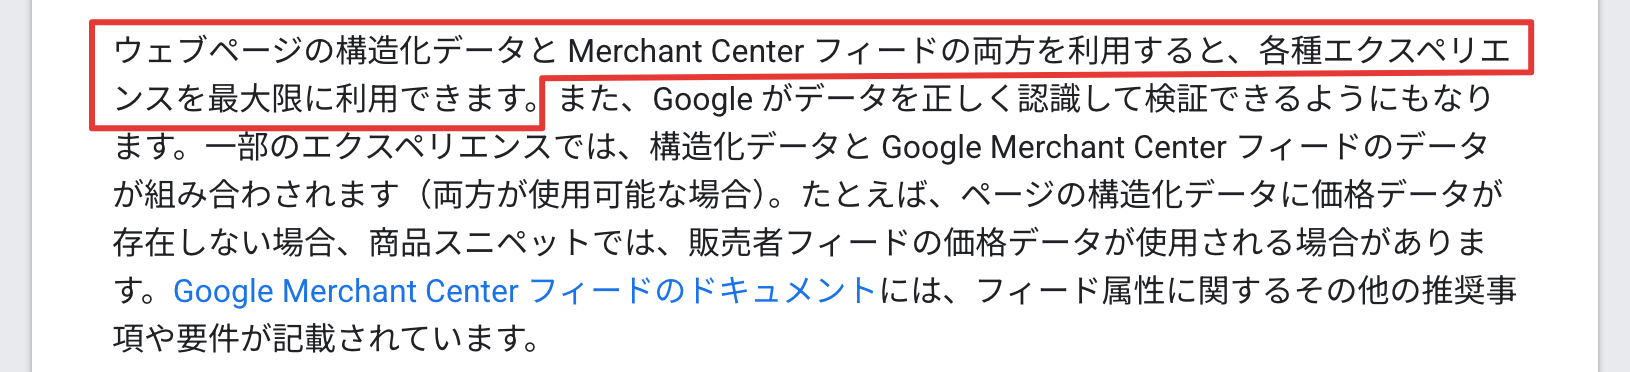 ウェブページの構造化データと Merchant Center フィードの両方を利用すると、各種エクスペリエ
ンスを最大限に利用できます。また、Google がデータを正しく認識して検証できるようにもなり
ます。一部のエクスペリエンスでは、構造化データと Google Merchant Center フィードのデータ
が組み合わされます（両方が使用可能な場合）。たとえば、ページの構造化データに価格データが
存在しない場合、商品スニペットでは、販売者フィードの価格データが使用される場合がありま
す。Google Merchant Center フィードのドキュメントには、フィード属性に関するその他の推奨事
項や要件が記載されています。